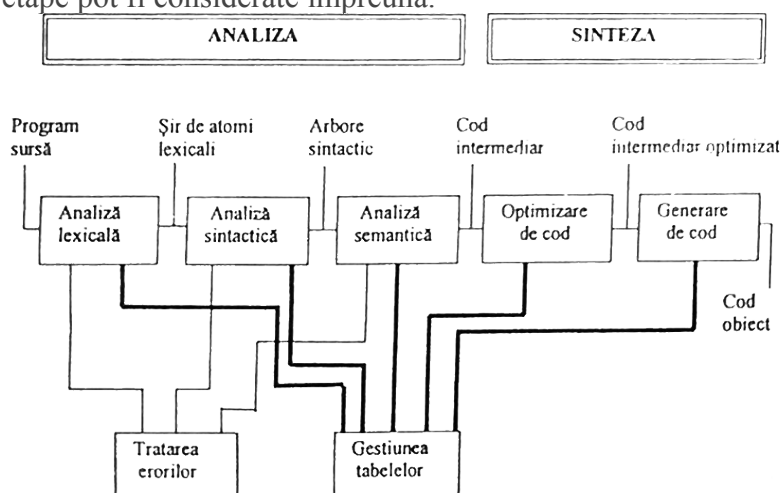 etape pot fi considerate împreună.
ANALIZA
SINTEZA
Program
sursă
Șir de atomi
lexicali
Arbore
sintactic
Cod
intermediar
Cod
intermediar optimizat
Analiză
lexicală
Analiză
sintactică
Analiză
semantică
Optimizare
de cod
Generare
de cod
Cod
obiect
Tratarea
erorilor
Gestiunea
tabelelor